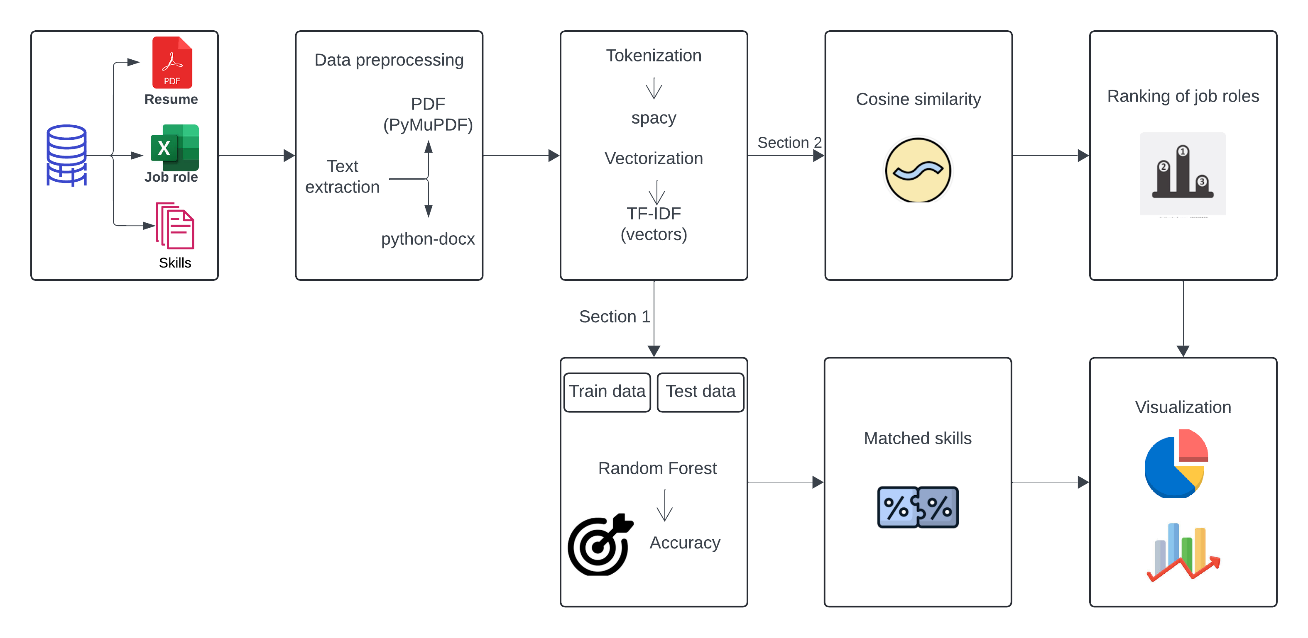 PDF
Resume
X
Job role
Skills
Data preprocessing
PDF
(PyMuPDF)
Text
extraction
python-docx
Tokenization
spacy
Vectorization
TF-IDF
(vectors)
Section 2
Cosine similarity
Ranking of job roles
1
2
3
Section 1
Train data
Test data
Random Forest
Accuracy
Matched skills
% %
Visualization